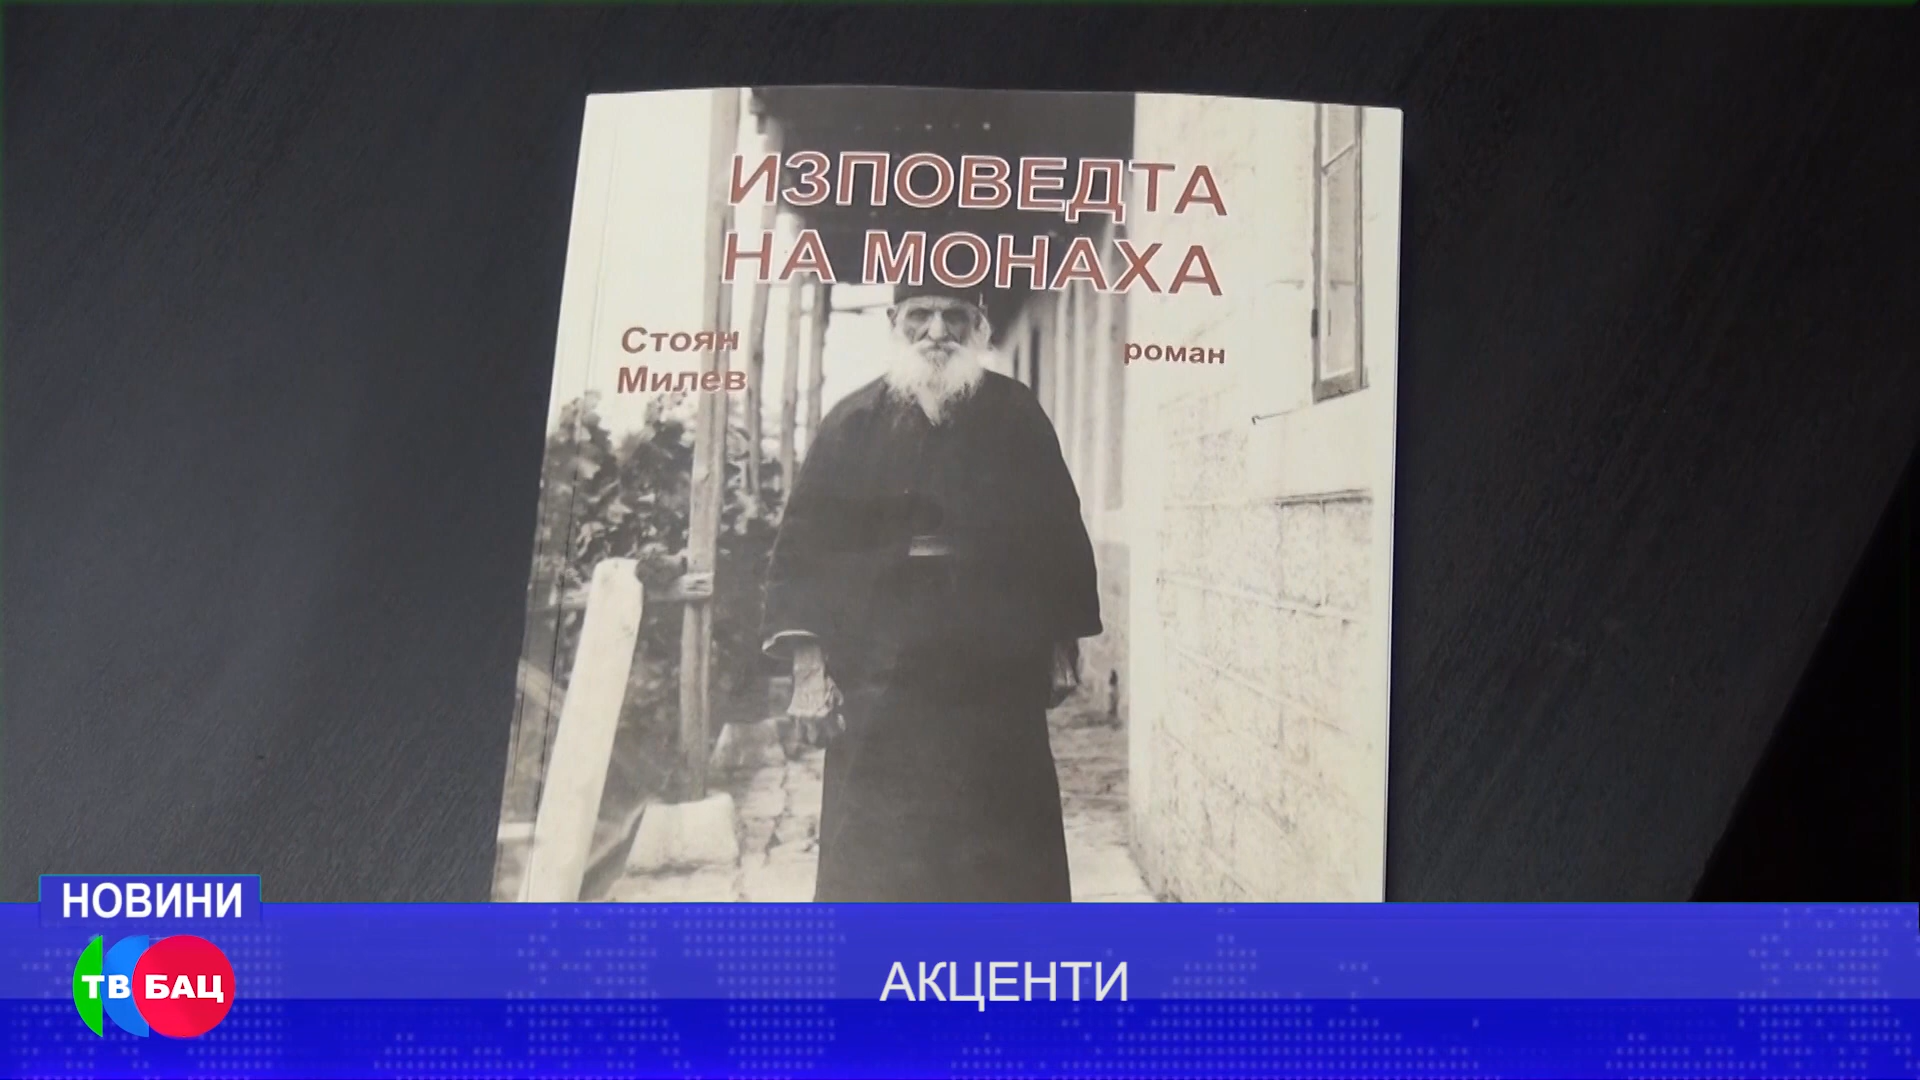 ИЗПОВЕДТА
НА МОНАХА
Стоян
Милев
роман
НОВИНИ
ТВ БАЦ
АКЦЕНТИ